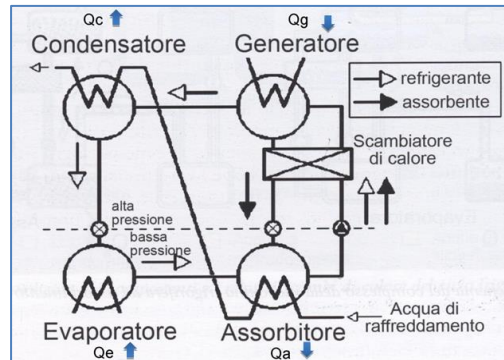 Qc
Qg
Condensatore
Generatore
refrigerante
assorbente
Scambiatore
di calore
alta
pressione
bassa
pressione
Evaporatore
Assorbitore
Acqua di
raffreddamento
Qe
Qa